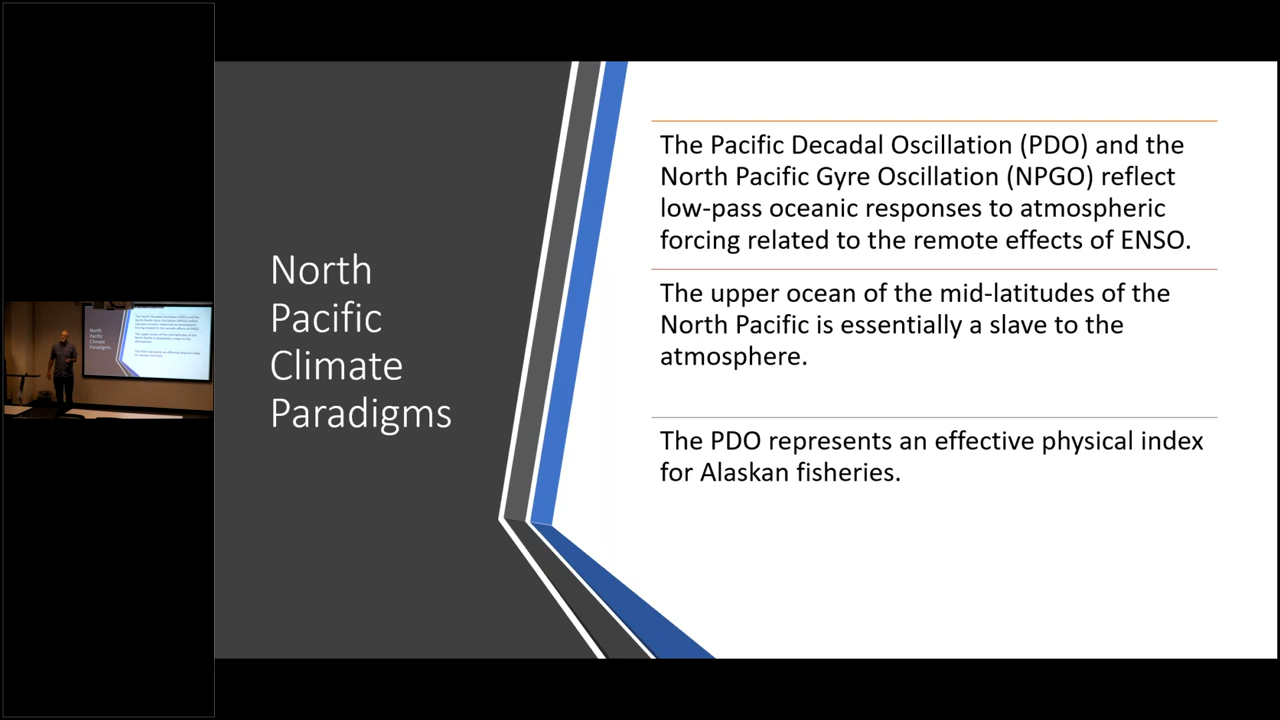 North
Pacific
Climate
Paradigms
The Pacific Decadal Oscillation (PDO) and the
North Pacific Gyre Oscillation (NPGO) reflect
low-pass oceanic responses to atmospheric
forcing related to the remote effects of ENSO.
The upper ocean of the mid-latitudes of the
North Pacific is essentially a slave to the
atmosphere.
The PDO represents an effective physical index
for Alaskan fisheries.